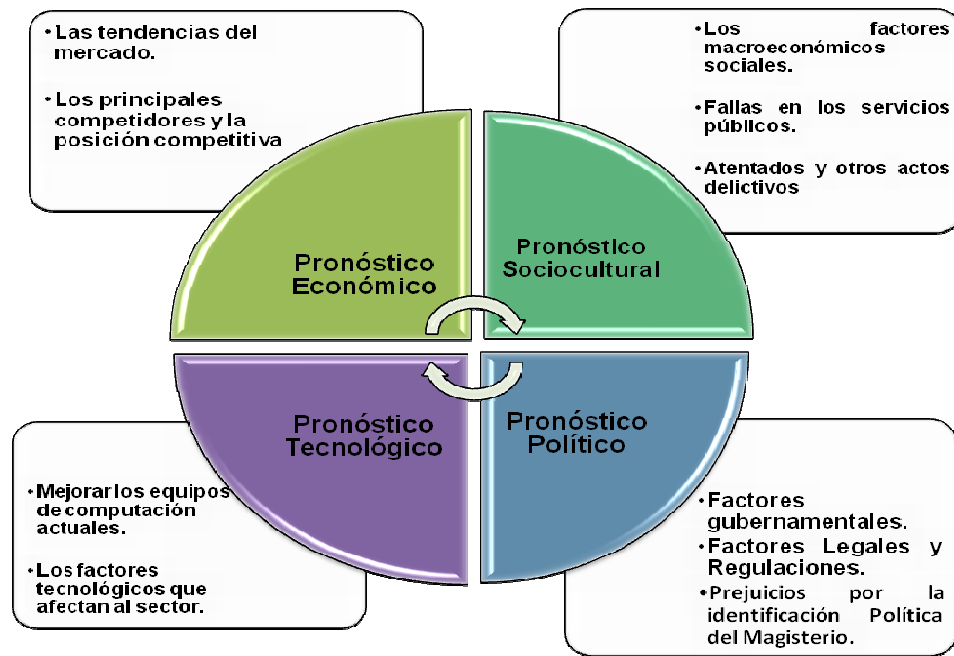 • Las tendencias del
mercado.
• Los principales
competidores y la
posición competitiva
• Los factores
macroeconómicos
sociales.
• Fallas en los servicios
públicos.
• Atentados y otros actos
delictivos
Pronóstico
Económico
Pronóstico
Sociocultural
Pronóstico
Tecnológico
Pronóstico
Político
• Mejorar los equipos
de computación
actuales.
• Los factores
tecnológicos que
afectan al sector.
• Factores
gubernamentales.
• Factores Legales y
Regulaciones.
• Prejuicios por la
identificación Política
del Magisterio.